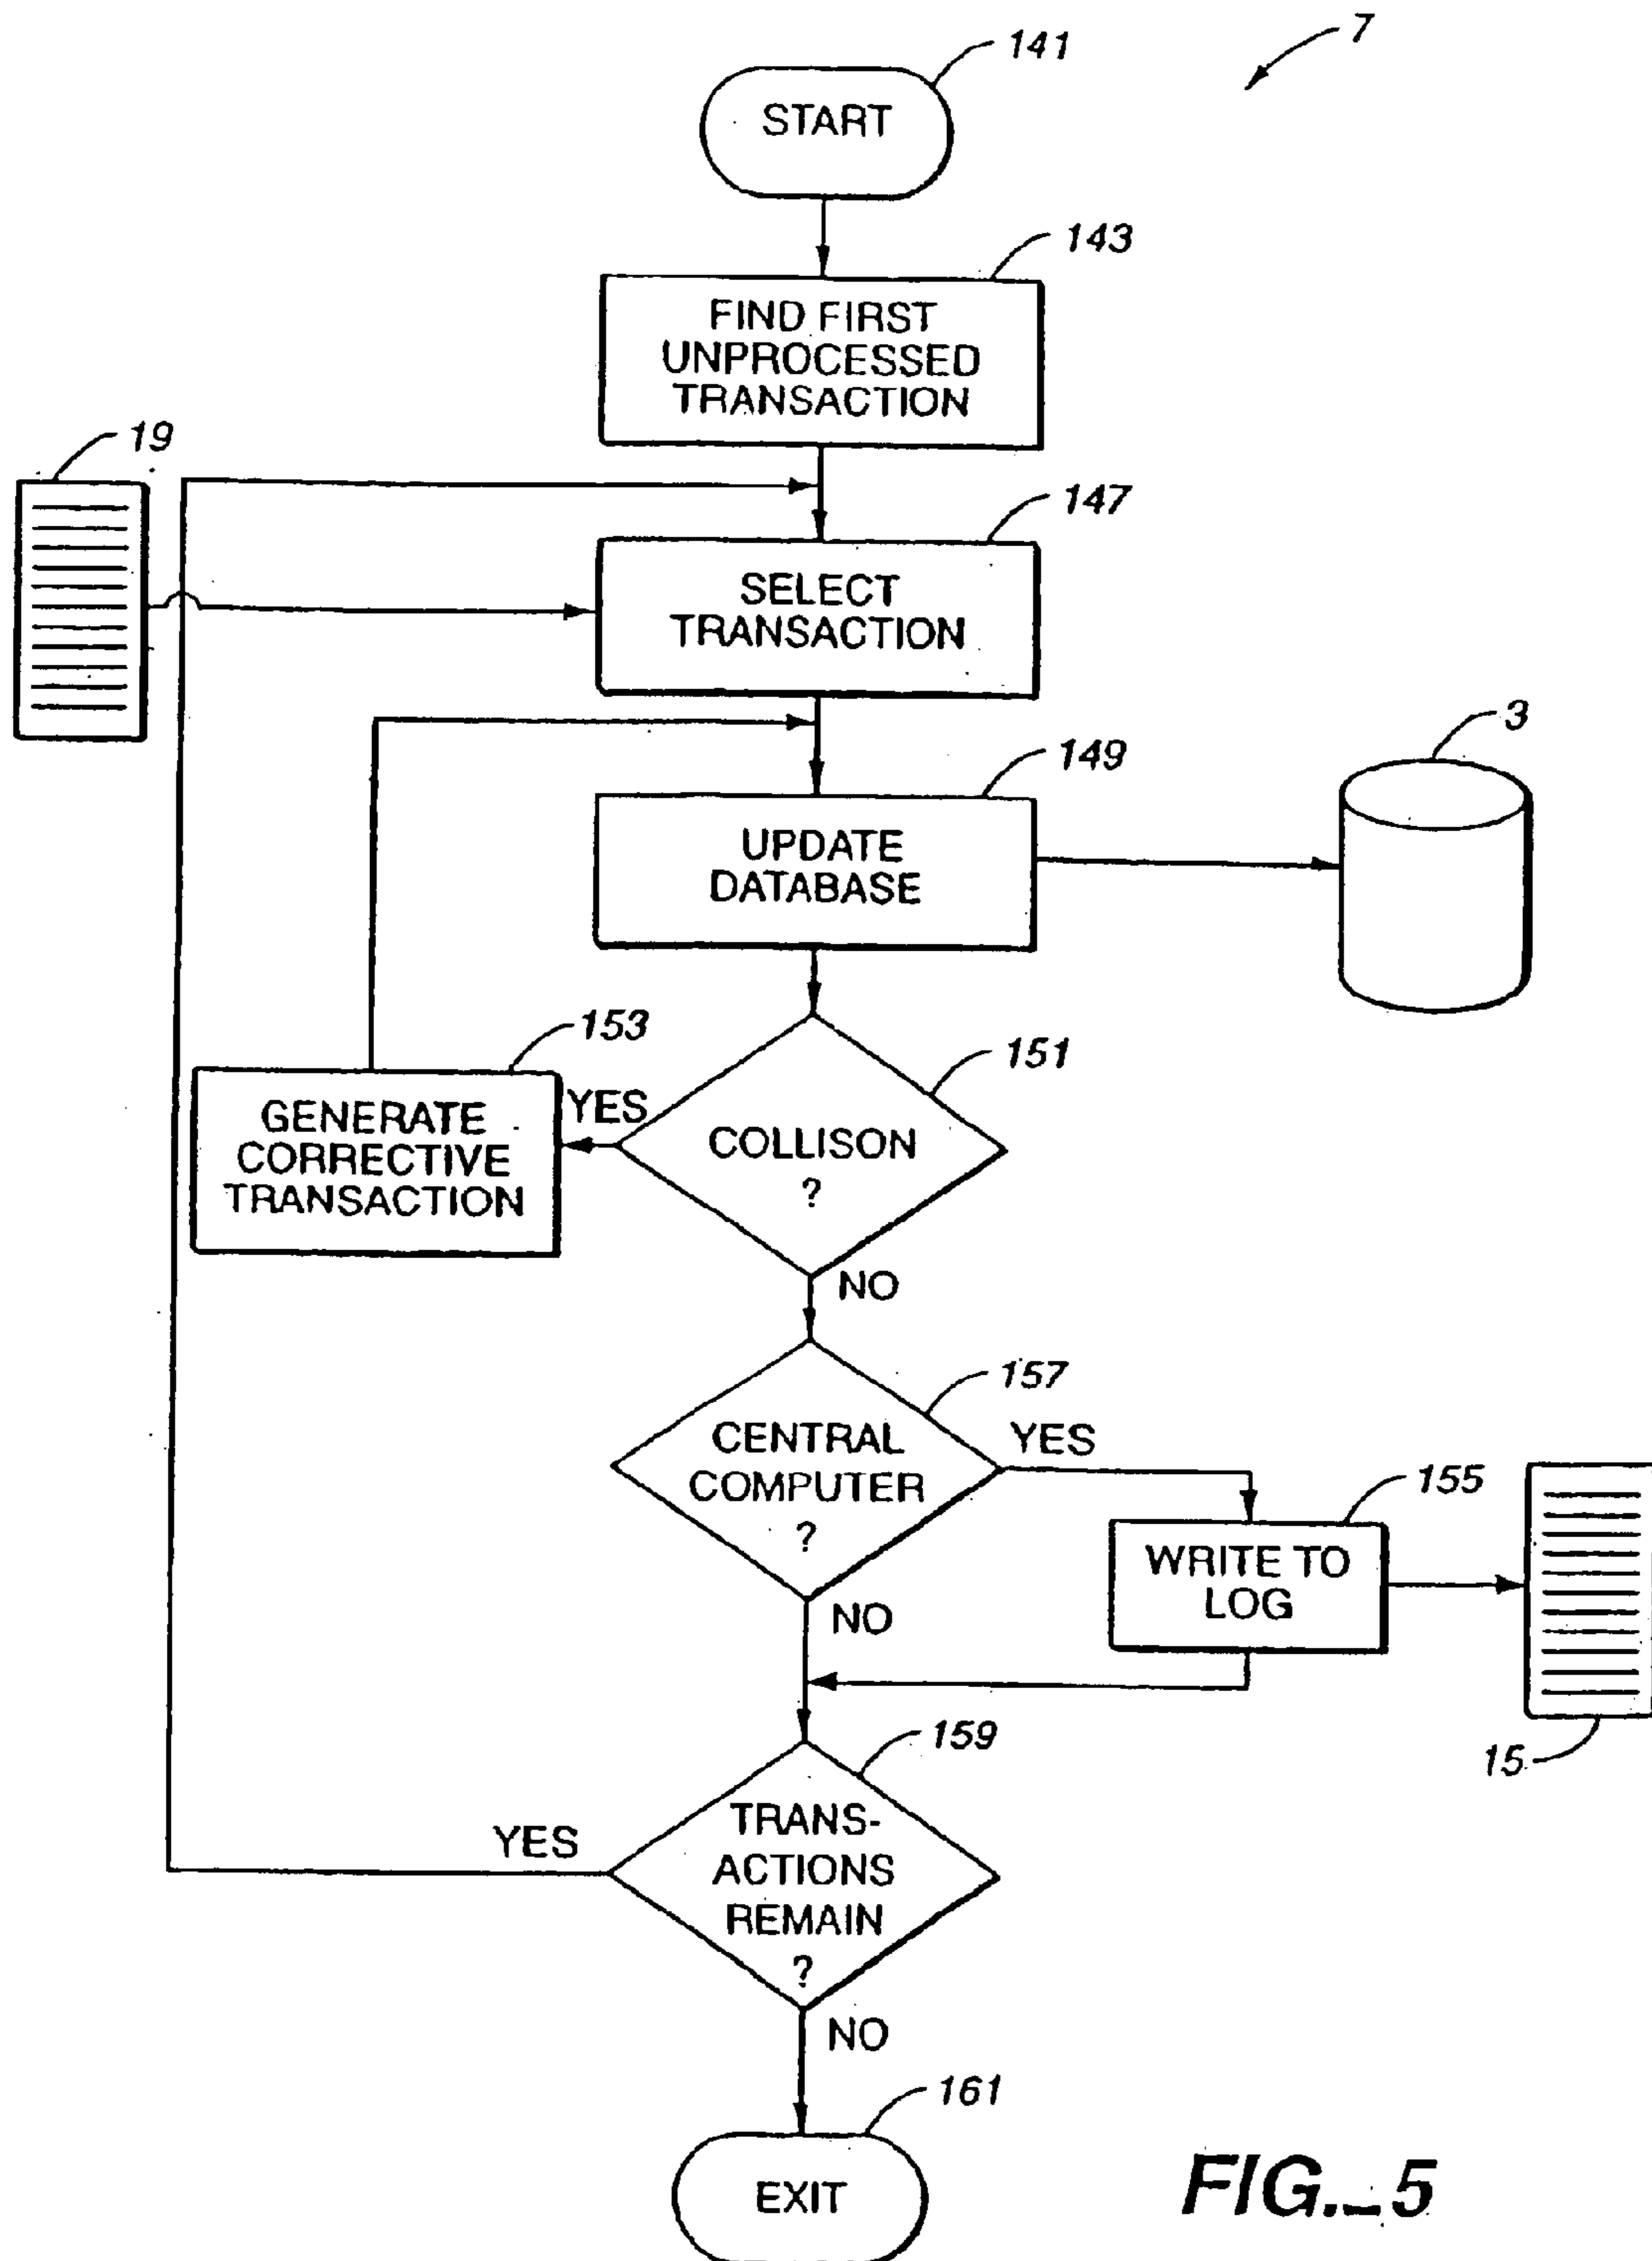 7
141
START
143
FIND FIRST
UNPROCESSED
TRANSACTION
19
147
SELECT
TRANSACTION
3
149
UPDATE
DATABASE
153
151
GENERATE
CORRECTIVE
TRANSACTION
YES
COLLISON
?
NO
157
CENTRAL
COMPUTER
?
YES
155
WRITE TO
LOG
NO
15
159
TRANS-
ACTIONS
REMAIN
?
YES
NO
161
EXIT
FIG._5